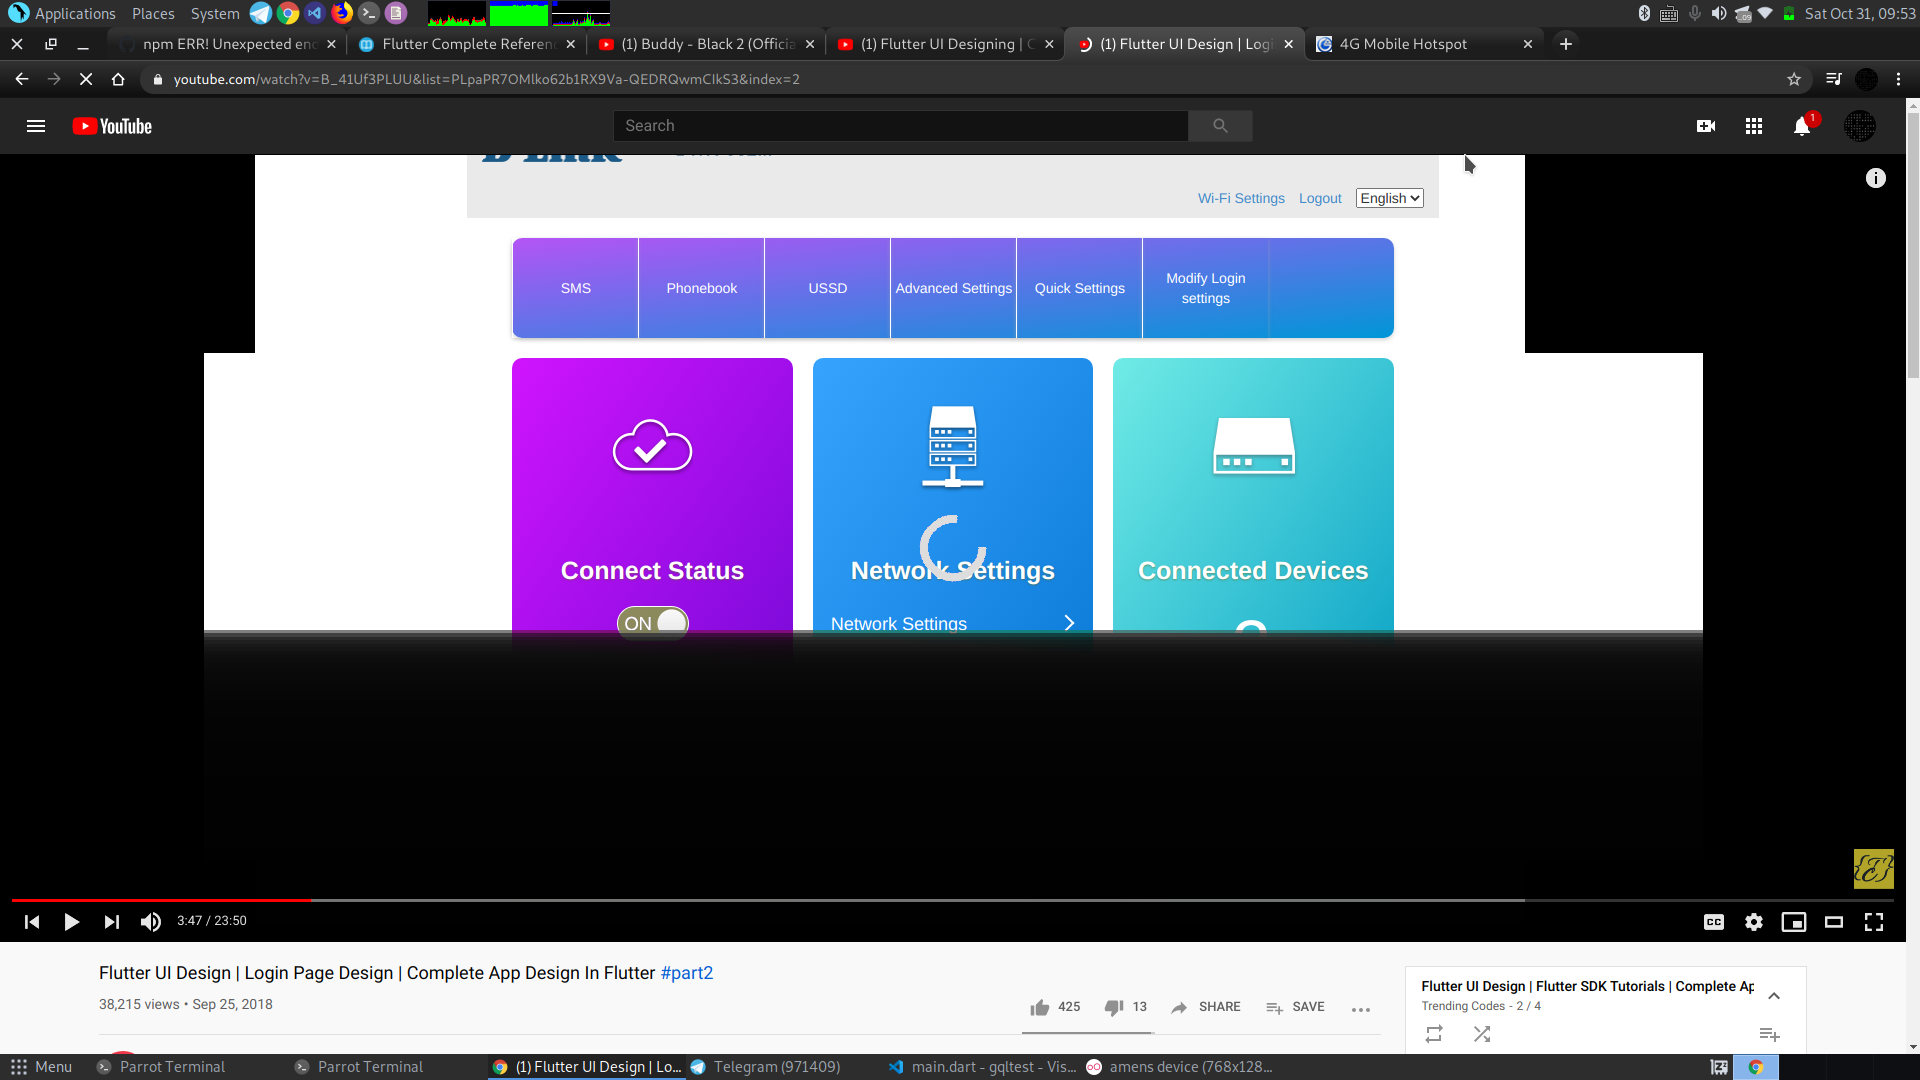 Applications Places System
Sat Oct 31, 09:53
npm ERR! Unexpected en
Flutter Complete Referen
(1) Buddy - Black 2 (Officia
(1) Flutter UI Designing | C
(1) Flutter UI Design | Logi
4G Mobile Hotspot
youtube.com/watch?v=B_41Uf3PLUU&list=PLpaPR7OMlko62b1RX9Va-QEDRQwmCIkS3&index=2
YouTube
Search
1
Wi-Fi Settings Logout English
SMS
Phonebook
USSD
Advanced Settings
Quick Settings
Modify Login
settings
Connect Status
Network Settings
Connected Devices
ON
Network Settings
3:47 / 23:50
CC
Flutter UI Design | Login Page Design | Complete App Design In Flutter #part2
38,215 views • Sep 25, 2018
425
13
SHARE
SAVE
Flutter UI Design | Flutter SDK Tutorials | Complete Ap
Trending Codes - 2 / 4
Menu
Parrot Terminal
Parrot Terminal
(1) Flutter UI Design | Lo...
Telegram (971409)
main.dart - gqltest - Vis...
amens device (768x128...